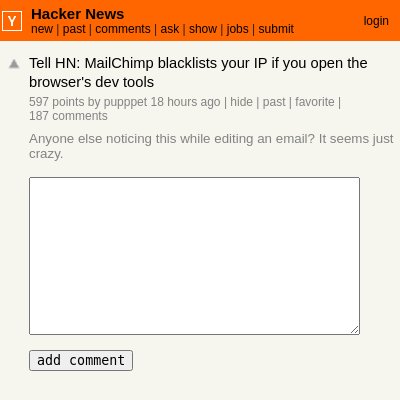 Y
Hacker News
new | past | comments | ask | show | jobs | submit
login
Tell HN: MailChimp blacklists your IP if you open the
browser's dev tools
597 points by pupppet 18 hours ago | hide | past | favorite |
187 comments
Anyone else noticing this while editing an email? It seems just
crazy.
add comment